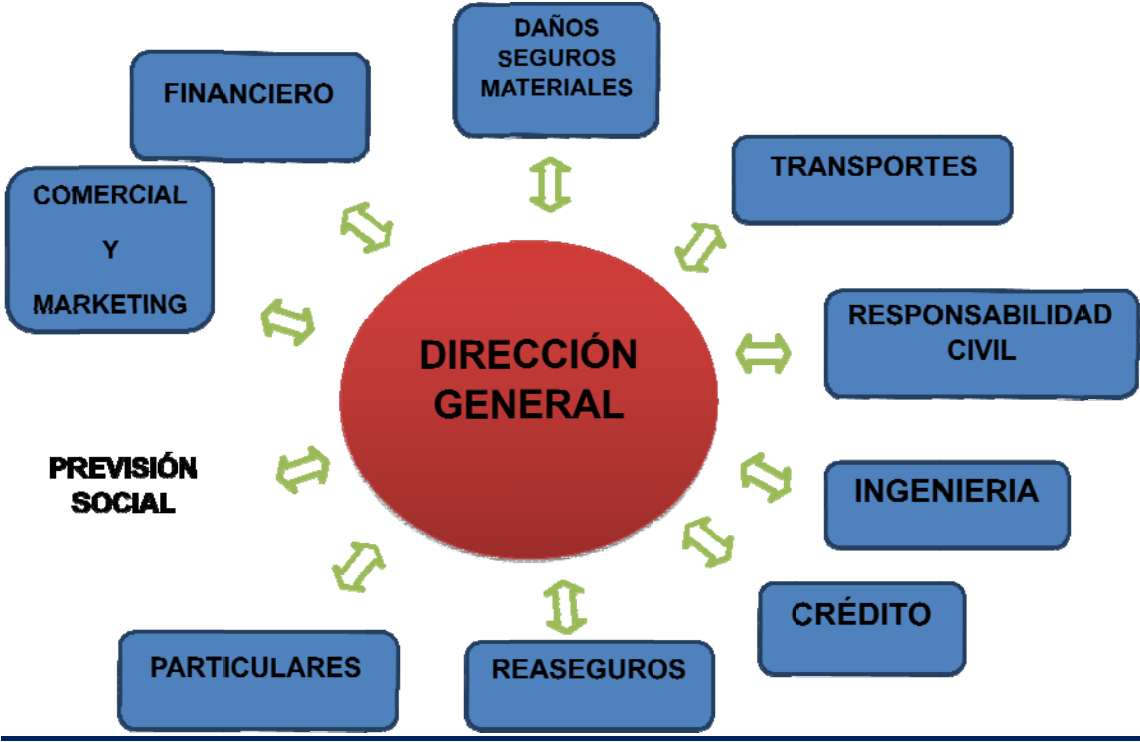 DAÑOS
SEGUROS
MATERIALES
FINANCIERO
TRANSPORTES
COMERCIAL
Y
MARKETING
RESPONSABILIDAD
CIVIL
DIRECCIÓN
GENERAL
PREVISIÓN
SOCIAL
INGENIERIA
CRÉDITO
PARTICULARES
REASEGUROS